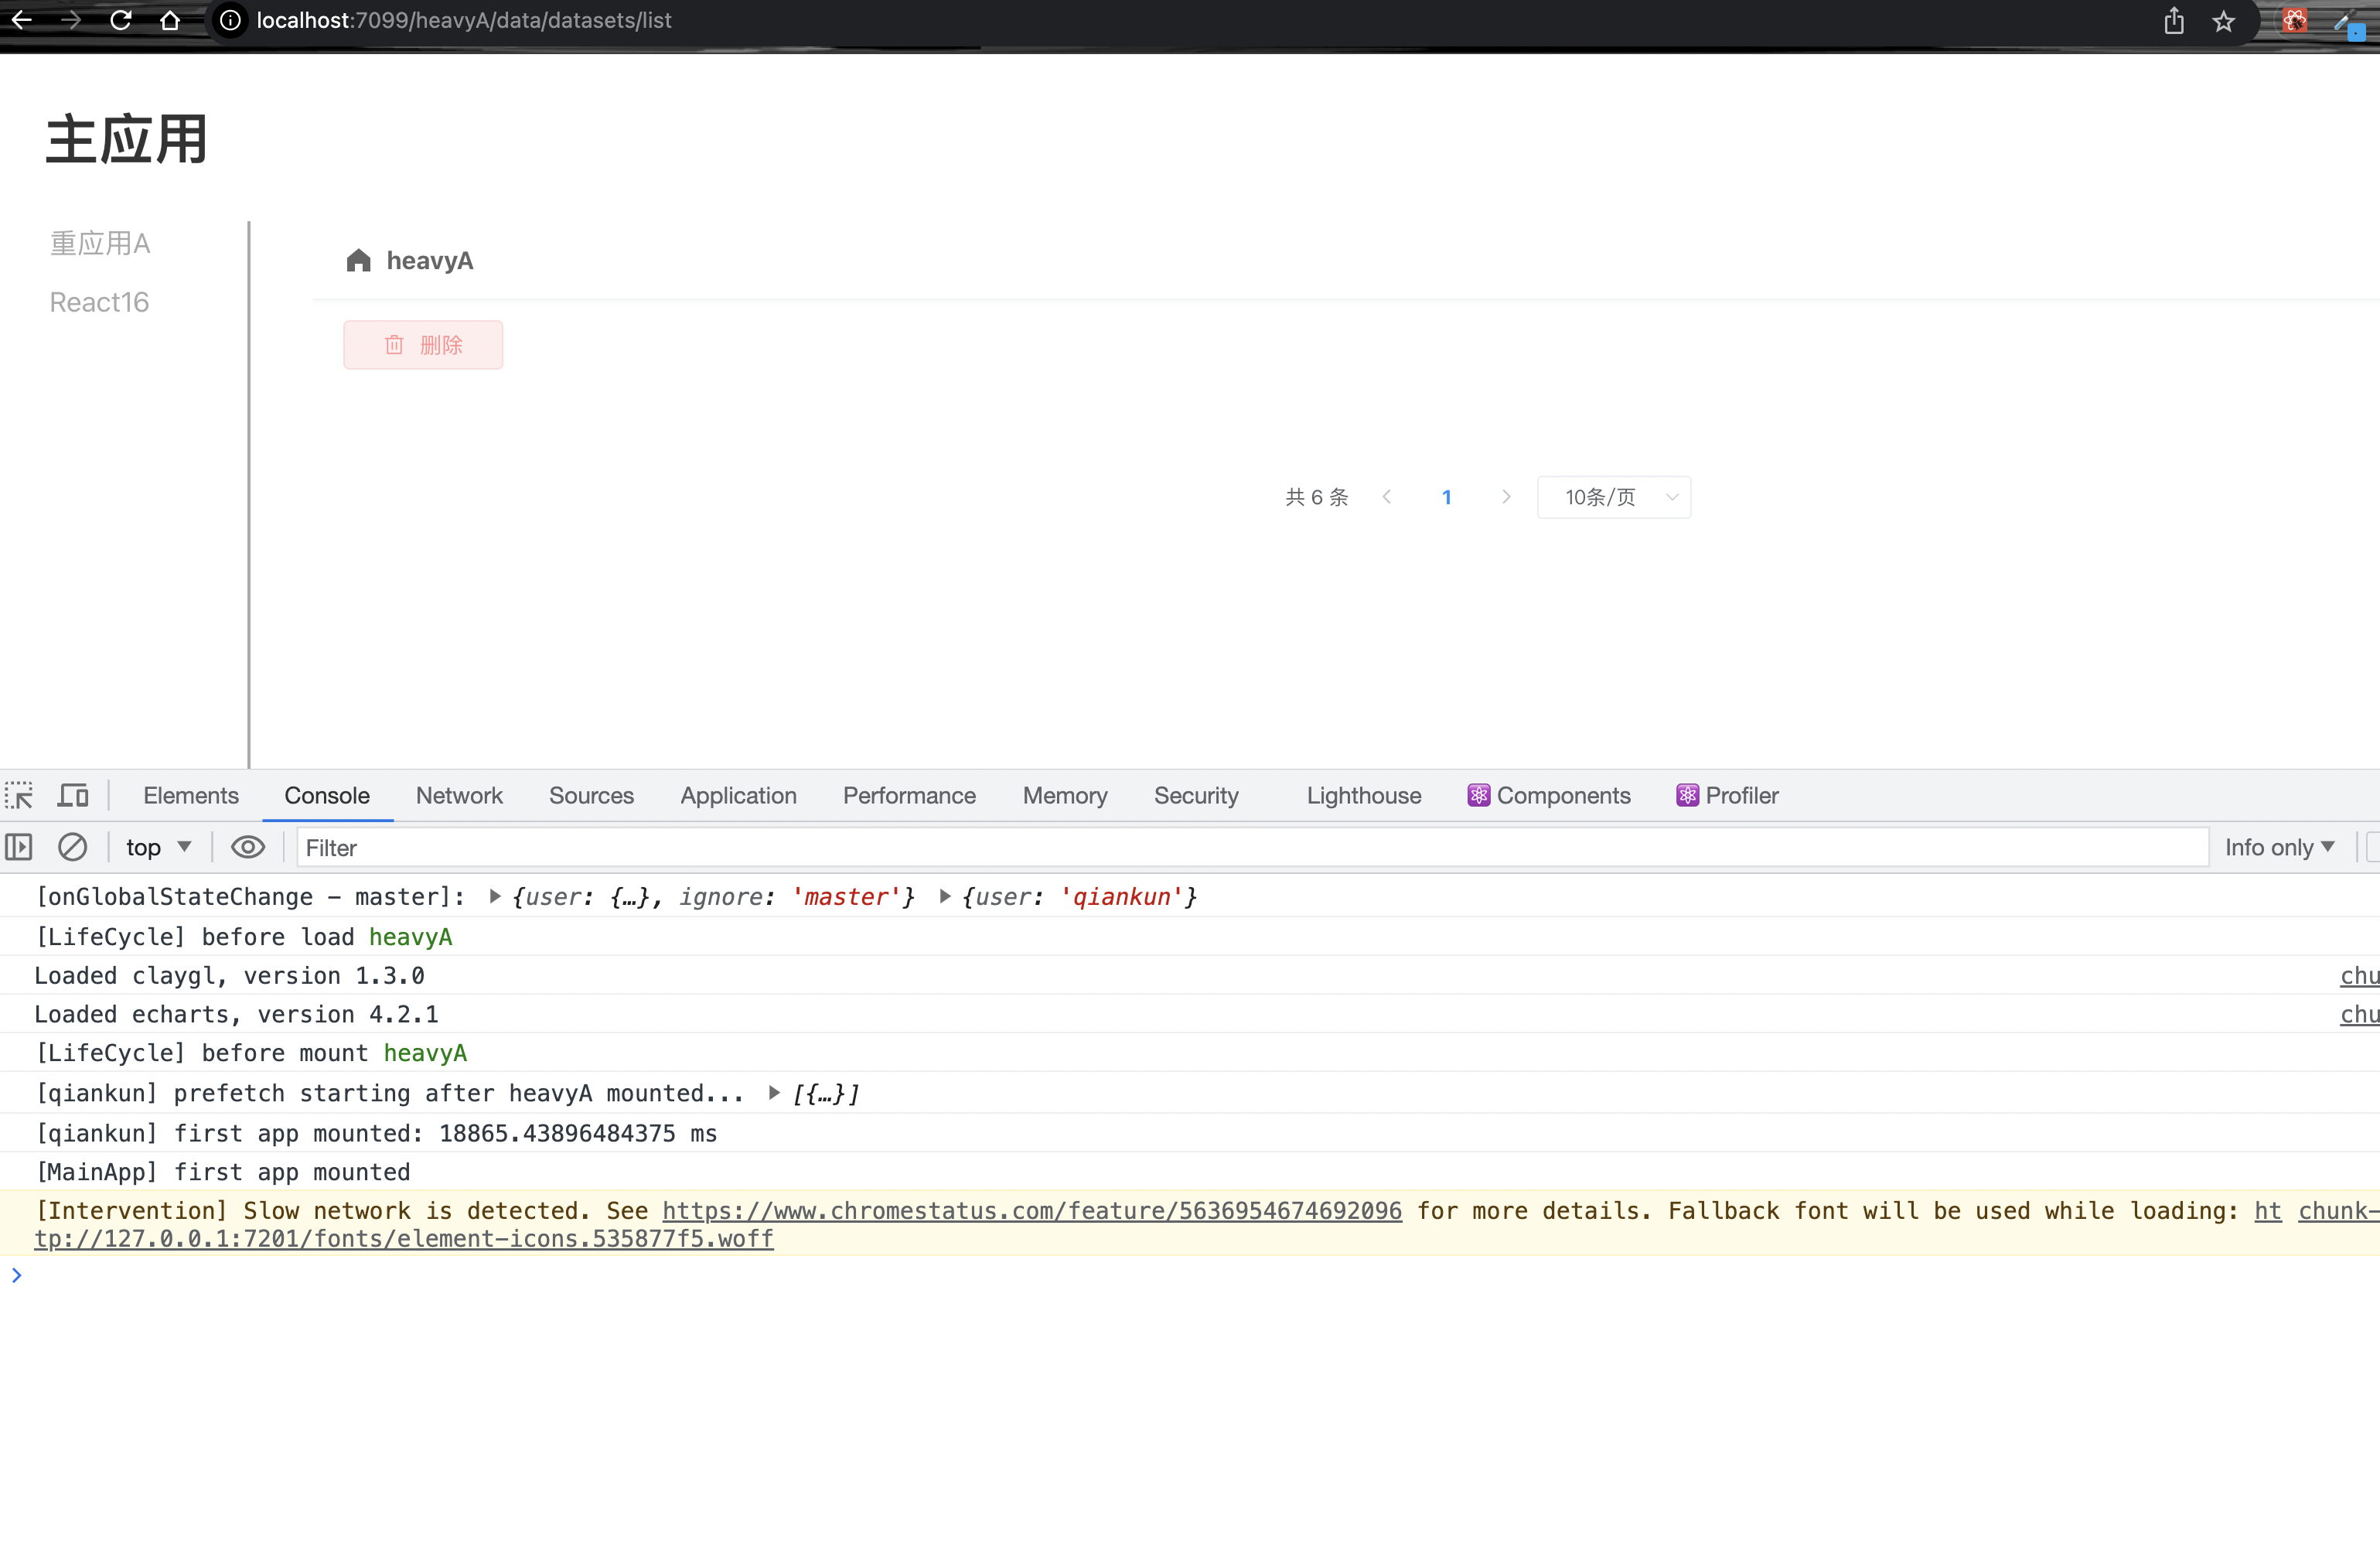 localhost:7099/heavyA/data/datasets/list
主应用
重应用A
React16
heavyA
删除
共 6 条
1
10条/页
Elements Console Network Sources Application Performance Memory Security Lighthouse Components Profiler
top Filter Info only
[onGlobalStateChange - master]: {user: {…}, ignore: 'master'} {user: 'qiankun'}
[LifeCycle] before load heavyA
Loaded claygl, version 1.3.0 chu
Loaded echarts, version 4.2.1 chu
[LifeCycle] before mount heavyA
[qiankun] prefetch starting after heavyA mounted... [{…}]
[qiankun] first app mounted: 18865.43896484375 ms
[MainApp] first app mounted
[Intervention] Slow network is detected. See https://www.chromestatus.com/feature/5636954674692096 for more details. Fallback font will be used while loading: ht chunk-
tp://127.0.0.1:7201/fonts/element-icons.535877f5.woff